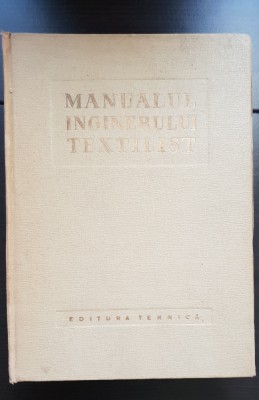 MANUALUL
INGINERULUI
TEXTILIST
EDITURA TEHNICĂ